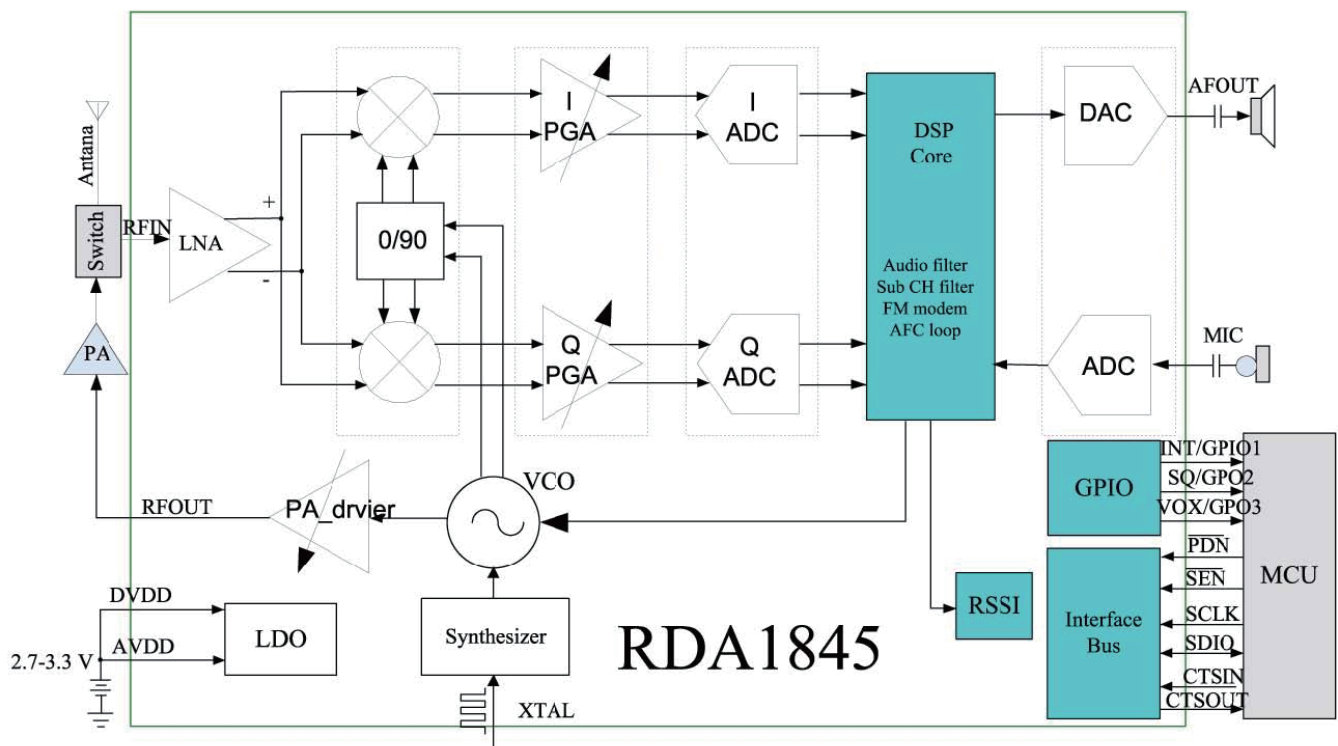 Antana
Switch
RFIN
PA
LNA
+
-
0/90
I
PGA
I
ADC
Q
PGA
Q
ADC
DSP
Core
Audio filter
Sub CH filter
FM modem
AFC loop
DAC
AFOUT
ADC
MIC
RFOUT
PA_drvier
VCO
DVDD
AVDD
2.7-3.3 V
LDO
Synthesizer
XTAL
RDA1845
RSSI
GPIO
INT/GPIO1
SQ/GPO2
VOX/GPO3
Interface
Bus
PDN
SEN
SCLK
SDIO
CTSIN
CTSOUT
MCU